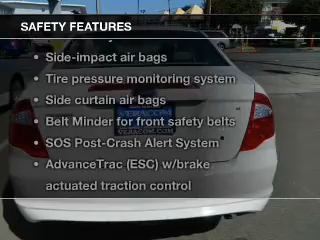 SAFETY FEATURES
• Side-impact air bags
• Tire pressure monitoring system
• Side curtain air bags
• Belt Minder for front safety belts
• SOS Post-Crash Alert System
• AdvanceTrac (ESC) w/brake
actuated traction control